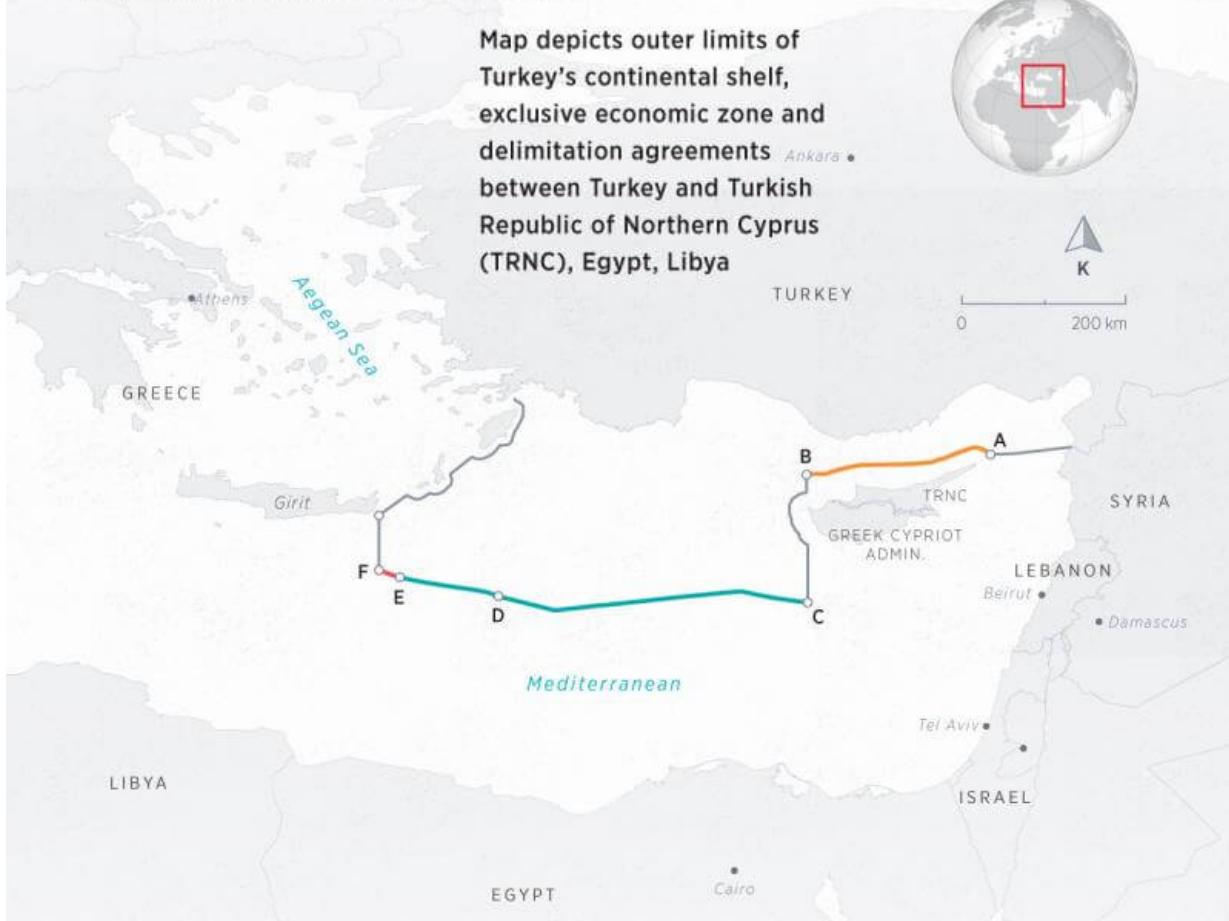 Map depicts outer limits of
Turkey's continental shelf,
exclusive economic zone and
delimitation agreements
between Turkey and Turkish
Republic of Northern Cyprus
(TRNC), Egypt, Libya
Ankara
K
TURKEY
0 200 km
Athens
Aegean Sea
GREECE
A
B
TRNC
SYRIA
Girit
GREEK CYPRIOT
ADMIN.
F
E
D
C
LEBANON
Beirut
Damascus
Mediterranean
Tel Aviv
LIBYA
ISRAEL
EGYPT
Cairo